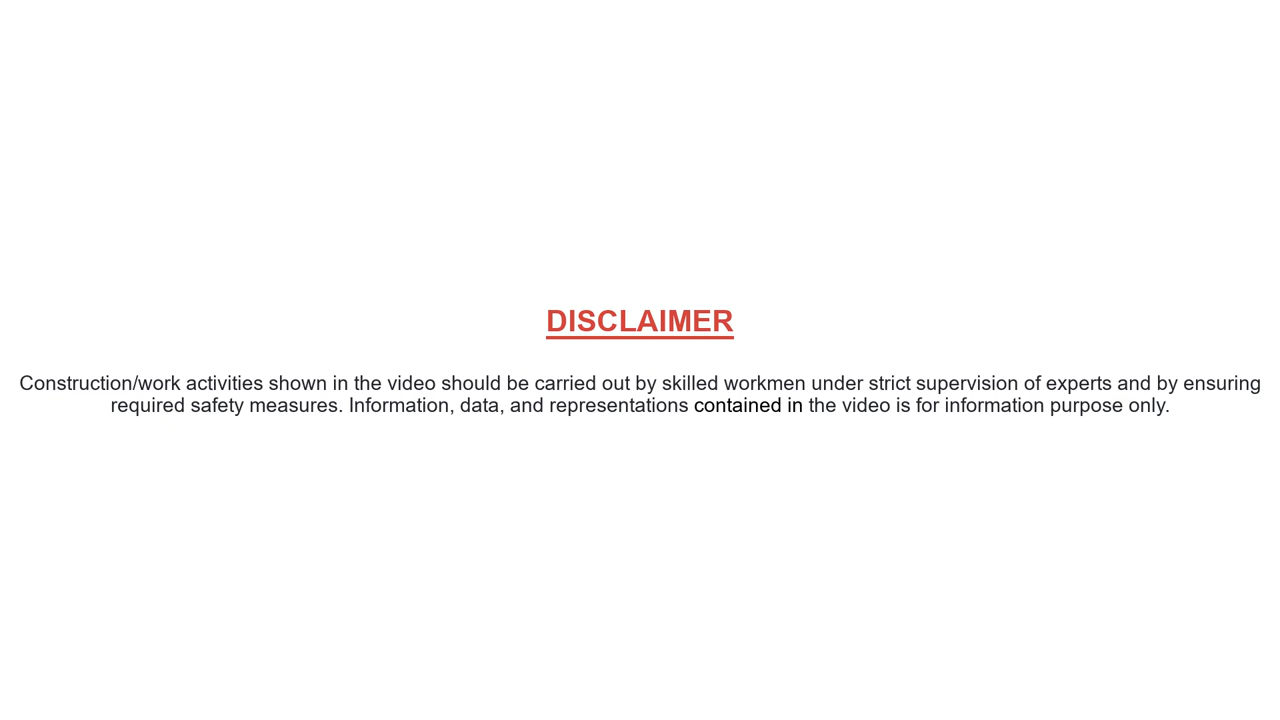 DISCLAIMER
Construction/work activities shown in the video should be carried out by skilled workmen under strict supervision of experts and by ensuring
required safety measures. Information, data, and representations contained in the video is for information purpose only.